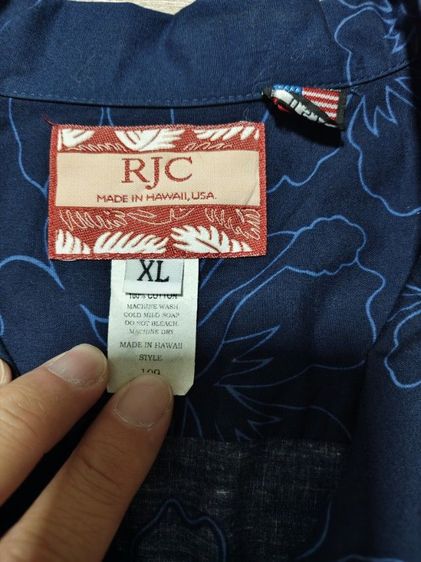 RJC
MADE IN HAWAII, USA.
XL
100% COTTON
MACHINE WASH
COLD MILD SOAP
DO NOT BLEACH.
MACHINE DRY
MADE IN HAWAII
STYLE